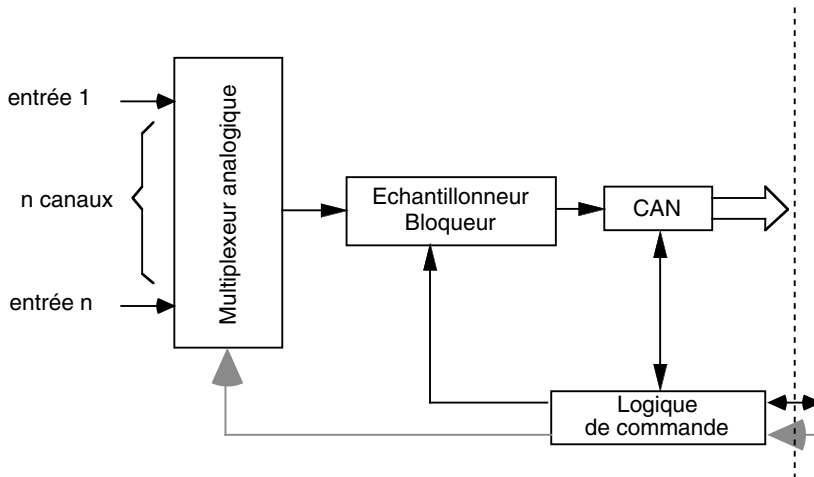 entrée 1
n canaux
entrée n
Multiplexeur analogique
Echantillonneur
Bloqueur
CAN
Logique
de commande